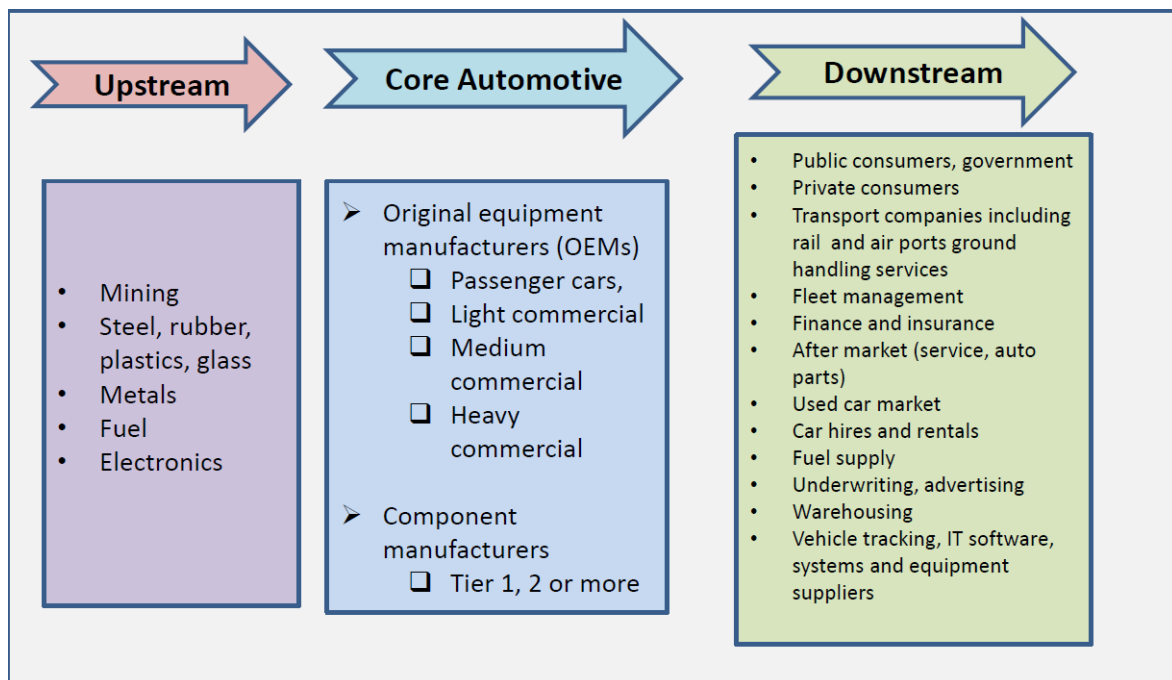 Upstream
Core Automotive
Downstream
• Mining
• Steel, rubber,
plastics, glass
• Metals
• Fuel
• Electronics
➢ Original equipment
manufacturers (OEMs)
❑ Passenger cars,
❑ Light commercial
❑ Medium
commercial
❑ Heavy
commercial
➢ Component
manufacturers
❑ Tier 1, 2 or more
• Public consumers, government
• Private consumers
• Transport companies including
rail and air ports ground
handling services
• Fleet management
• Finance and insurance
• After market (service, auto
parts)
• Used car market
• Car hires and rentals
• Fuel supply
• Underwriting, advertising
• Warehousing
• Vehicle tracking, IT software,
systems and equipment
suppliers